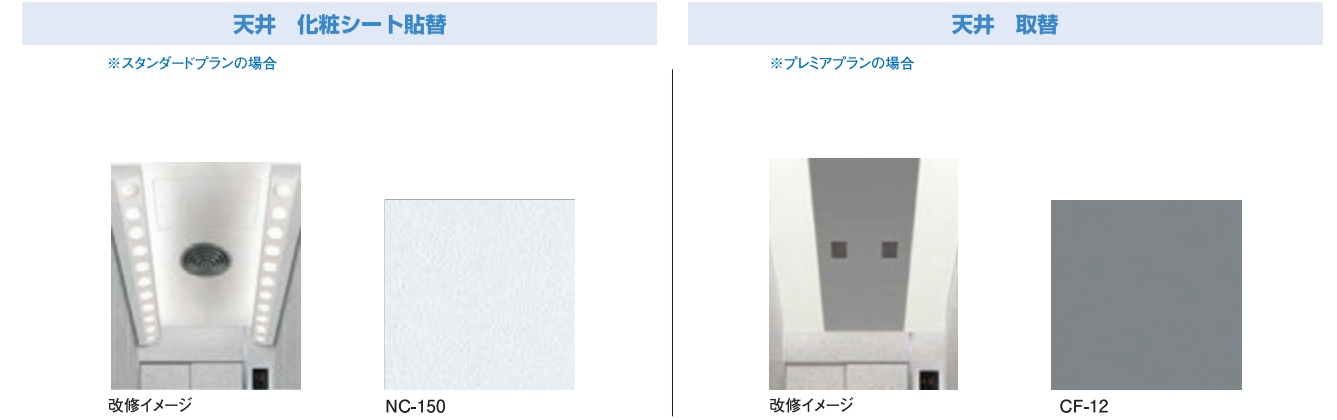 天井　化粧シート貼替
※スタンダードプランの場合
改修イメージ
NC-150
天井　取替
※プレミアプランの場合
改修イメージ
CF-12